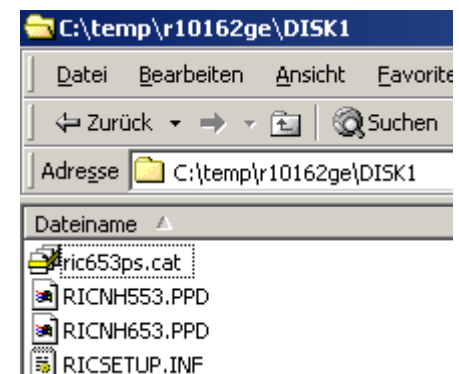 C:\temp\r10162ge\DISK1
Datei Bearbeiten Ansicht Favorite
Zurück Suchen
Adresse C:\temp\r10162ge\DISK1
Dateiname
ric653ps.cat
RICNH553.PPD
RICNH653.PPD
RICSETUP.INF